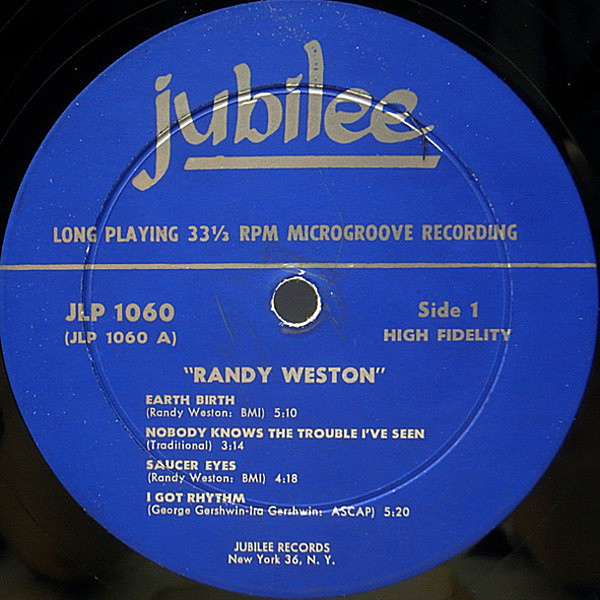 jubilee
LONG PLAYING 33⅓ RPM MICROGROOVE RECORDING
JLP 1060
(JLP 1060 A)
Side 1
HIGH FIDELITY
"RANDY WESTON"
EARTH BIRTH
(Randy Weston: BMI) 5:10
NOBODY KNOWS THE TROUBLE I'VE SEEN
(Traditional) 3:14
SAUCER EYES
(Randy Weston: BMI) 4:18
I GOT RHYTHM
(George Gershwin-Ira Gershwin: ASCAP) 5:20
JUBILEE RECORDS
New York 36, N. Y.